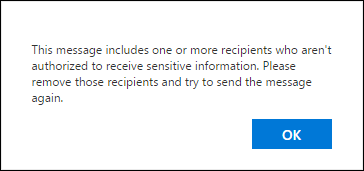 This message includes one or more recipients who aren't
authorized to receive sensitive information. Please
remove those recipients and try to send the message
again.
OK